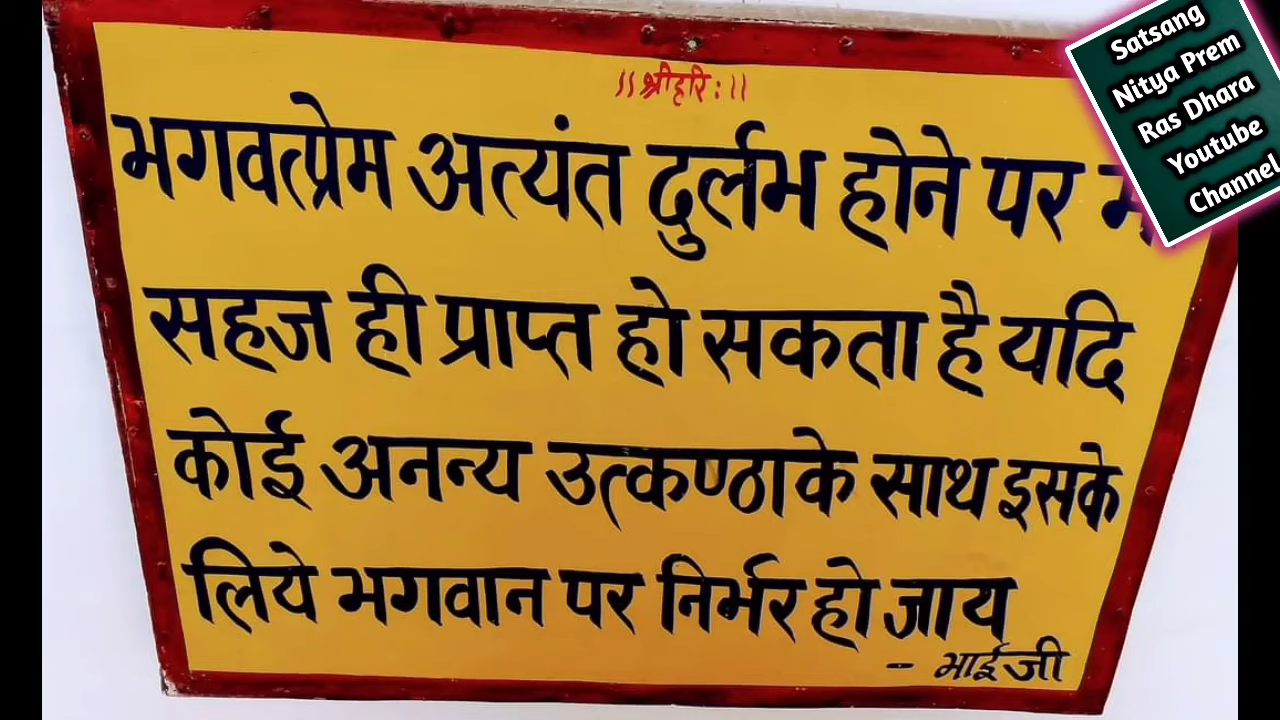 ॥ श्रीहरि: ॥
भगवत्प्रेम अत्यंत दुर्लभ होने पर
सहज ही प्राप्त हो सकता है यदि
कोई अनन्य उत्कण्ठाके साथ इसके
लिये भगवान पर निर्भर हो जाय
- भाईजी
Satsang
Nitya Prem
Ras Dhara
Youtube
Channel